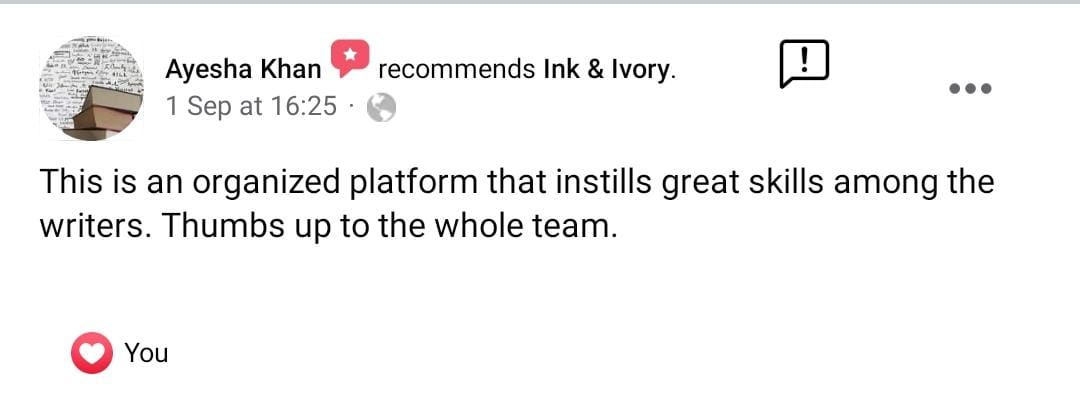 Ayesha Khan recommends Ink & Ivory.
1 Sep at 16:25 ·
This is an organized platform that instills great skills among the
writers. Thumbs up to the whole team.
You